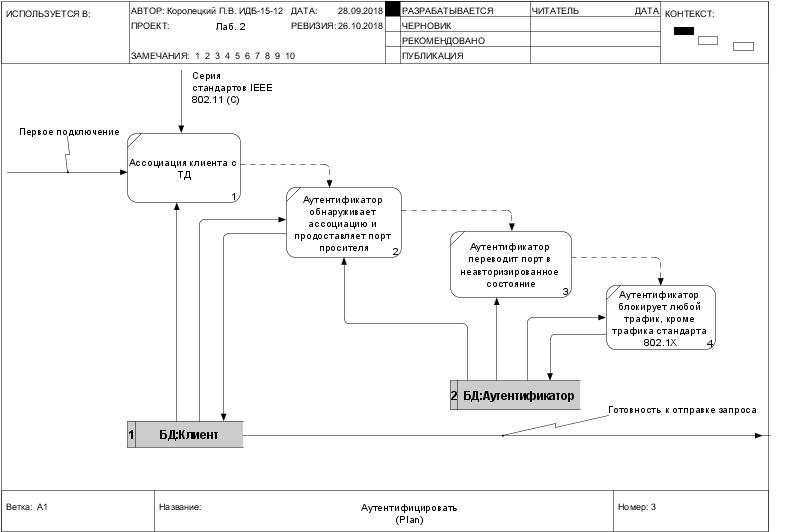 ИСПОЛЬЗУЕТСЯ В:
АВТОР: Королецкий П.В. ИДБ-15-12 ДАТА: 28.09.2018
ПРОЕКТ: Лаб. 2 РЕВИЗИЯ: 26.10.2018
ЗАМЕЧАНИЯ: 1 2 3 4 5 6 7 8 9 10
РАЗРАБАТЫВАЕТСЯ
ЧЕРНОВИК
РЕКОМЕНДОВАНО
ПУБЛИКАЦИЯ
ЧИТАТЕЛЬ ДАТА
КОНТЕКСТ:
Серия
стандартов IEEE
802.11 (С)
Первое подключение
Ассоциация клиента с
ТД
1
Аутентификатор
обнаруживает
ассоциацию и
продоставляет порт
просителя
2
Аутентификатор
переводит порт в
неавторизированное
состояние
3
Аутентификатор
блокирует любой
трафик, кроме
трафика стандарта
802.1X
4
2 БД:Аутентификатор
1 БД:Клиент
Готовность к отправке запроса
Ветка: А1
Название: Аутентифицировать
(Plan)
Номер: 3